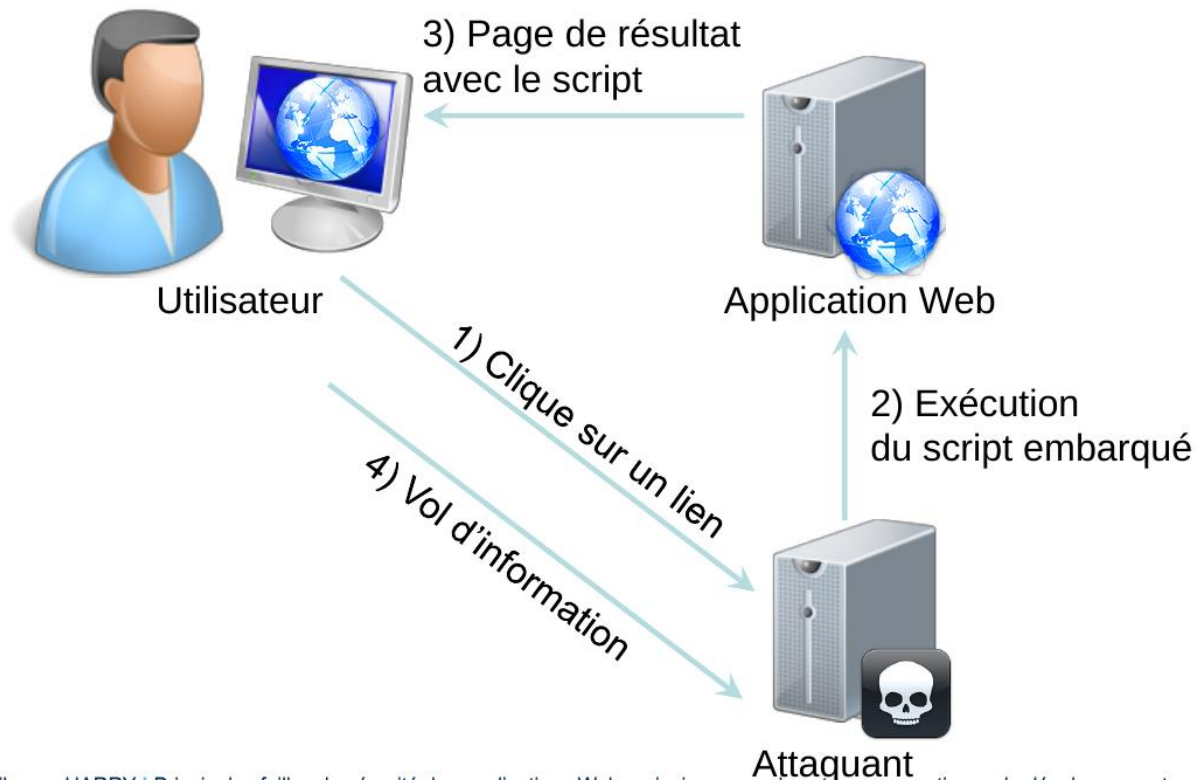 3) Page de résultat
avec le script
Utilisateur
Application Web
1) Clique sur un lien
2) Exécution
du script embarqué
4) Vol d'information
Attaquant
HARRY